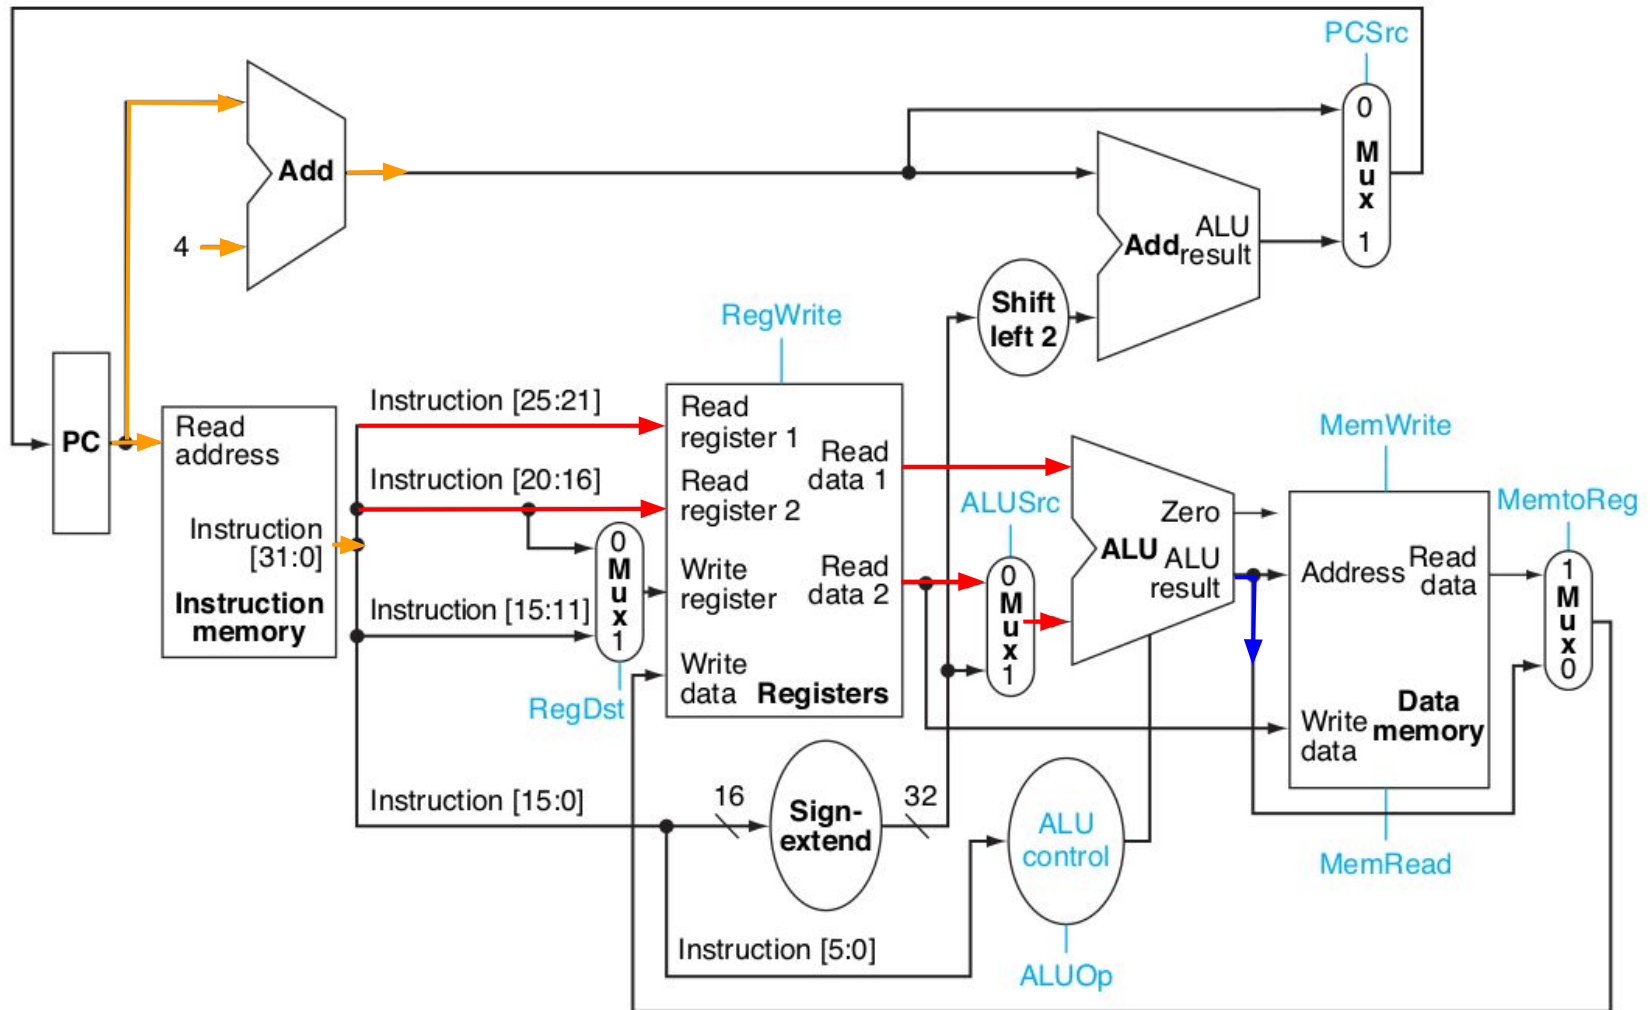 PCSrc
0
M
u
x
1
Add
4
Add
ALU
result
Shift
left 2
RegWrite
PC
Read
address
Instruction
[31:0]
Instruction
memory
Instruction [25:21]
Instruction [20:16]
Instruction [15:11]
Instruction [15:0]
0
M
u
x
1
RegDst
Read
register 1
Read
register 2
Write
register
Write
data
Read
data 1
Read
data 2
Registers
16
Sign-
extend
32
Instruction [5:0]
ALUSrc
0
M
u
x
1
ALU
Zero
ALU
result
ALU
control
ALUOp
MemWrite
Address
Read
data
Write
data
Data
memory
MemRead
MemtoReg
1
M
u
x
0